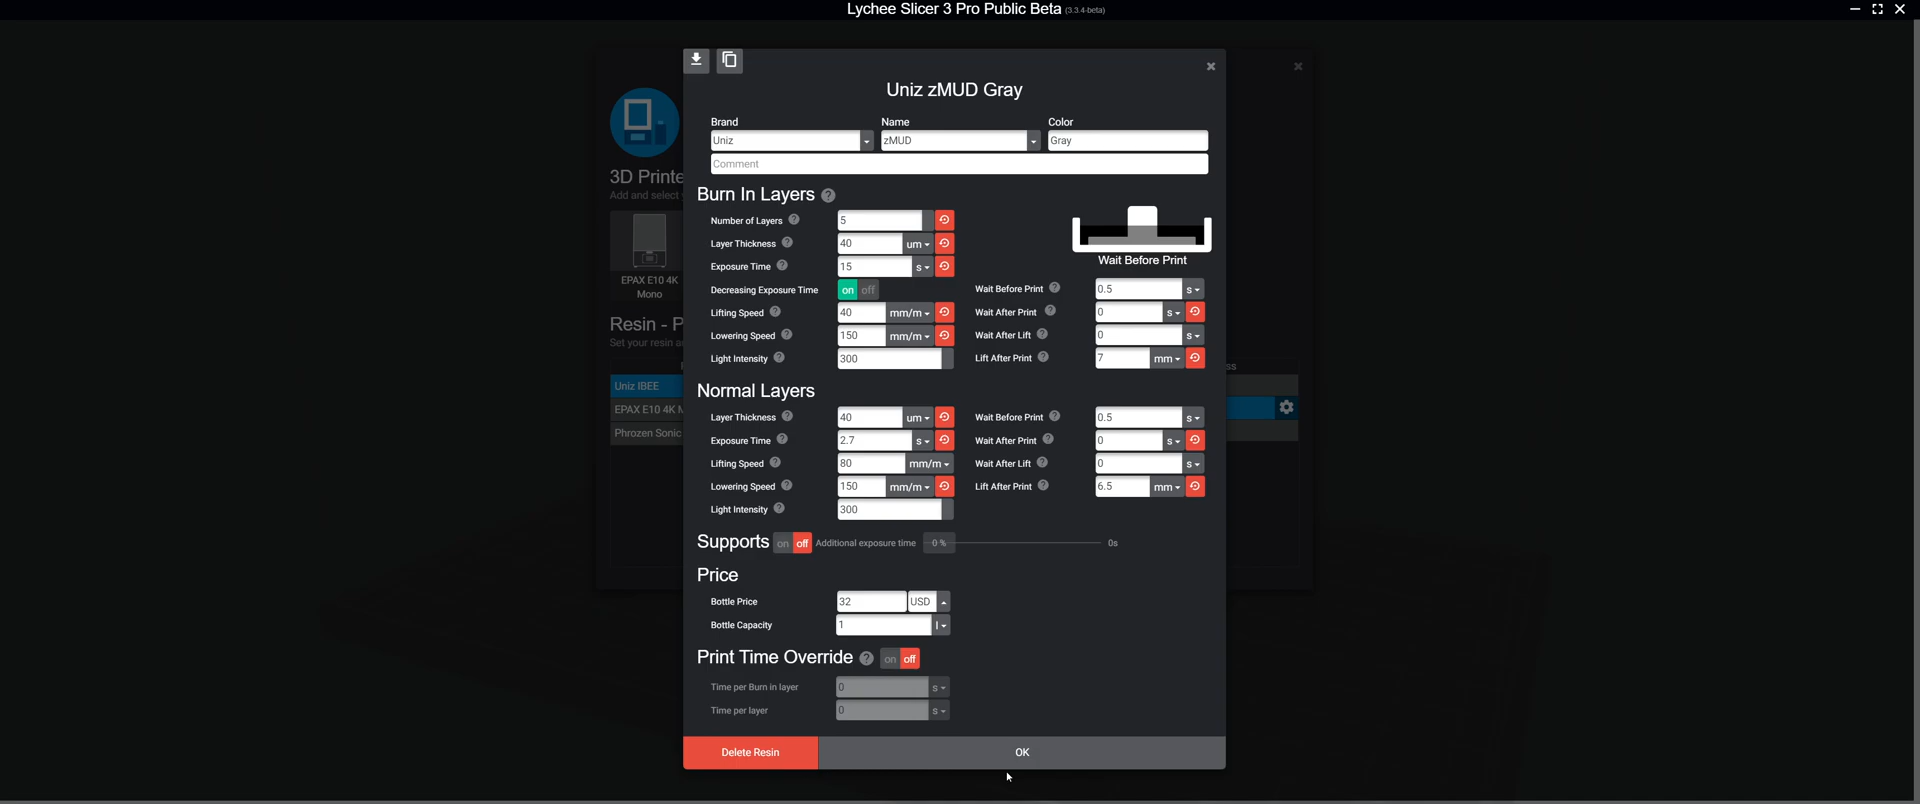 Lychee Slicer 3 Pro Public Beta (3.3.4-beta)
Uniz zMUD Gray
Brand Name Color
Uniz zMUD Gray
Comment
Burn In Layers ?
Number of Layers ? 5
Layer Thickness ? 40 um
Exposure Time ? 15 s
Wait Before Print
Decreasing Exposure Time on off
Wait Before Print ? 0.5 s
Lifting Speed ? 40 mm/m
Wait After Print ? 0 s
Lowering Speed ? 150 mm/m
Wait After Lift ? 0 s
Light Intensity ? 300
Lift After Print ? 7 mm
Normal Layers
Layer Thickness ? 40 um
Wait Before Print ? 0.5 s
Exposure Time ? 2.7 s
Wait After Print ? 0 s
Lifting Speed ? 80 mm/m
Wait After Lift ? 0 s
Lowering Speed ? 150 mm/m
Lift After Print ? 6.5 mm
Light Intensity ? 300
Supports on off Additional exposure time 0 % 0s
Price
Bottle Price 32 USD
Bottle Capacity 1 l
Print Time Override ? on off
Time per Burn in layer 0 s
Time per layer 0 s
Delete Resin OK
3D Printe
Add and select
EPAX E10 4K
Mono
Resin - P
Set your resin a
ss
Uniz IBEE
EPAX E10 4K M
Phrozen Sonic